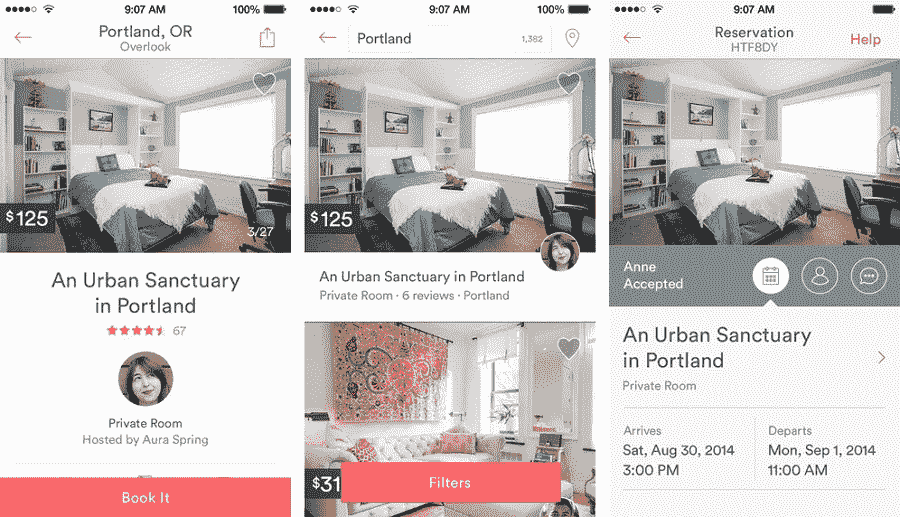 9:07 AM
100%
Portland, OR
Overlook
$125
3/27
An Urban Sanctuary
in Portland
67
Private Room
Hosted by Aura Spring
Book It
9:07 AM
100%
Portland
1,382
$125
An Urban Sanctuary in Portland
Private Room · 6 reviews · Portland
$31
Filters
9:07 AM
Reservation
HTF8DY
Help
Anne
Accepted
An Urban Sanctuary
in Portland
Private Room
Arrives
Departs
Sat, Aug 30, 2014
Mon, Sep 1, 2014
3:00 PM
11:00 AM